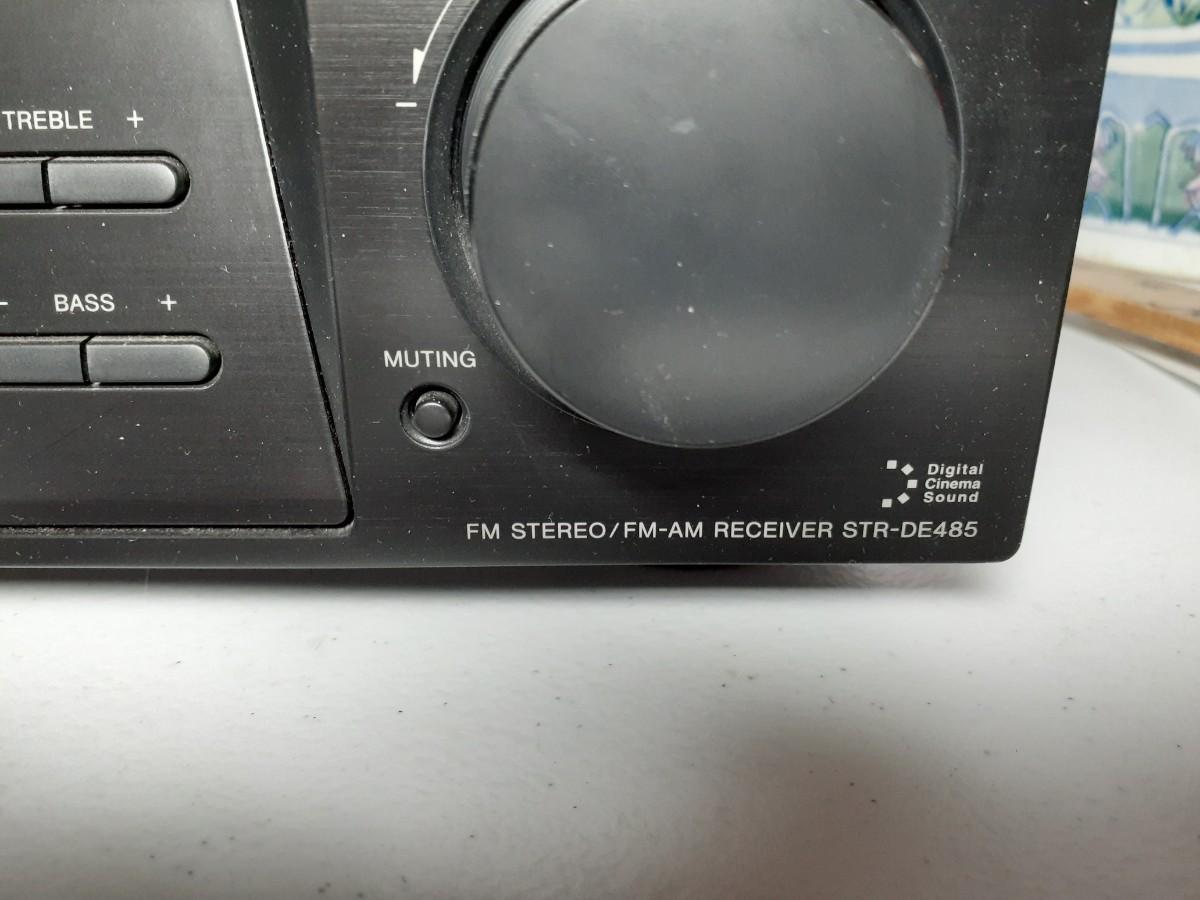 TREBLE +
- BASS +
MUTING
-
Digital
Cinema
Sound
FM STEREO/FM-AM RECEIVER STR-DE485